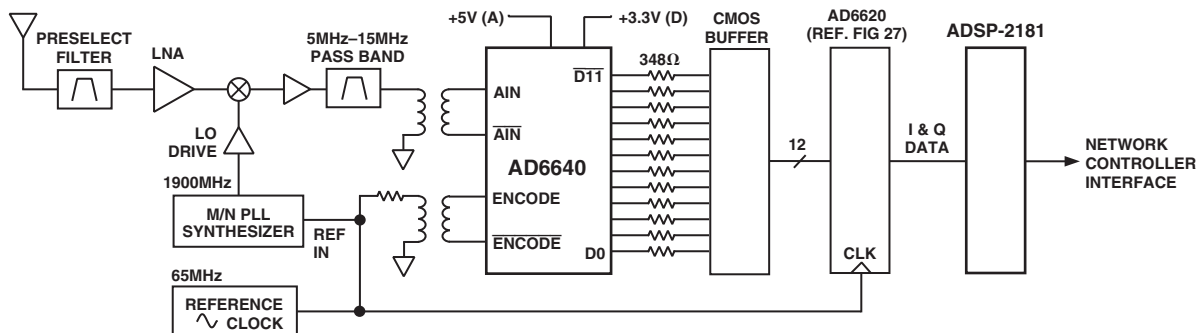 PRESELECT
FILTER
LNA
5MHz–15MHz
PASS BAND
+5V (A)
+3.3V (D)
CMOS
BUFFER
AD6620
(REF. FIG 27)
ADSP-2181
348Ω
D11
AIN
AIN
LO
DRIVE
AD6640
12
I & Q
DATA
NETWORK
CONTROLLER
INTERFACE
1900MHz
M/N PLL
SYNTHESIZER
REF
IN
ENCODE
ENCODE
D0
CLK
65MHz
REFERENCE
CLOCK